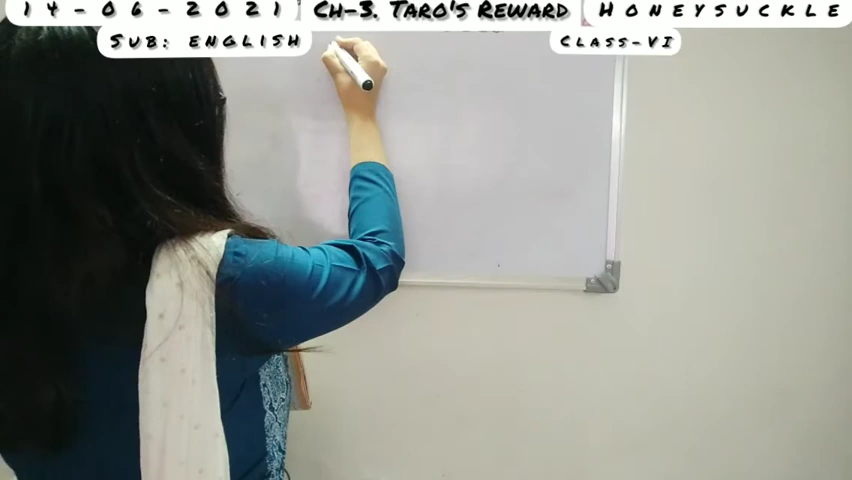 14-06-2021 Ch-3. Taro's Reward HONEYSUCKLE
Sub: ENGLISH CLASS-VI